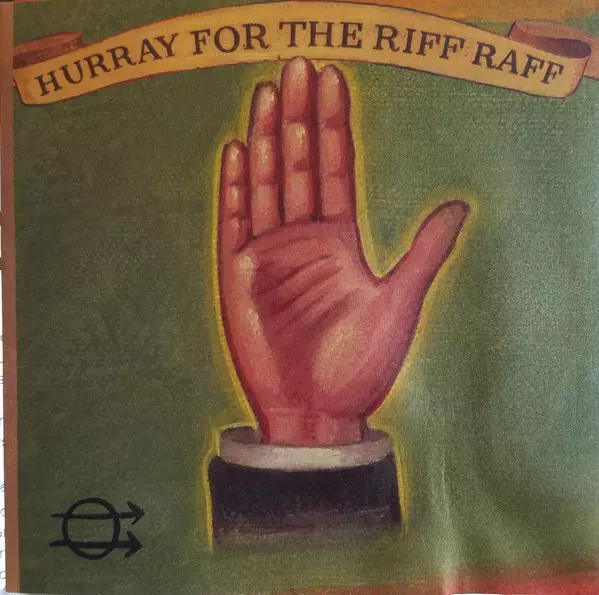 HURRAY FOR THE RIFF RAFF